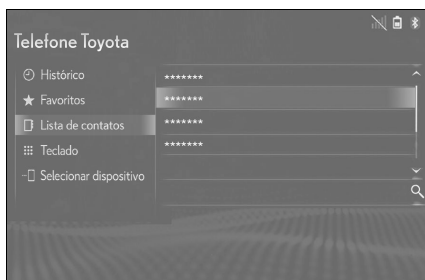 Telefone Toyota
Histórico
Favoritos
Lista de contatos
Teclado
Selecionar dispositivo
*******
*******
*******
*******